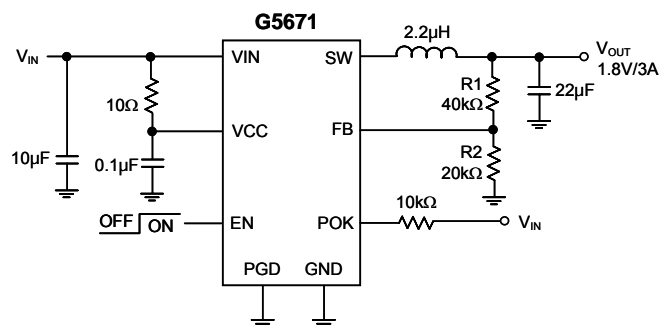 G5671
2.2µH
VIN
VIN
SW
VOUT
1.8V/3A
10Ω
R1
40kΩ
22µF
VCC
FB
10µF
0.1µF
R2
20kΩ
OFF
ON
EN
POK
10kΩ
VIN
PGD
GND